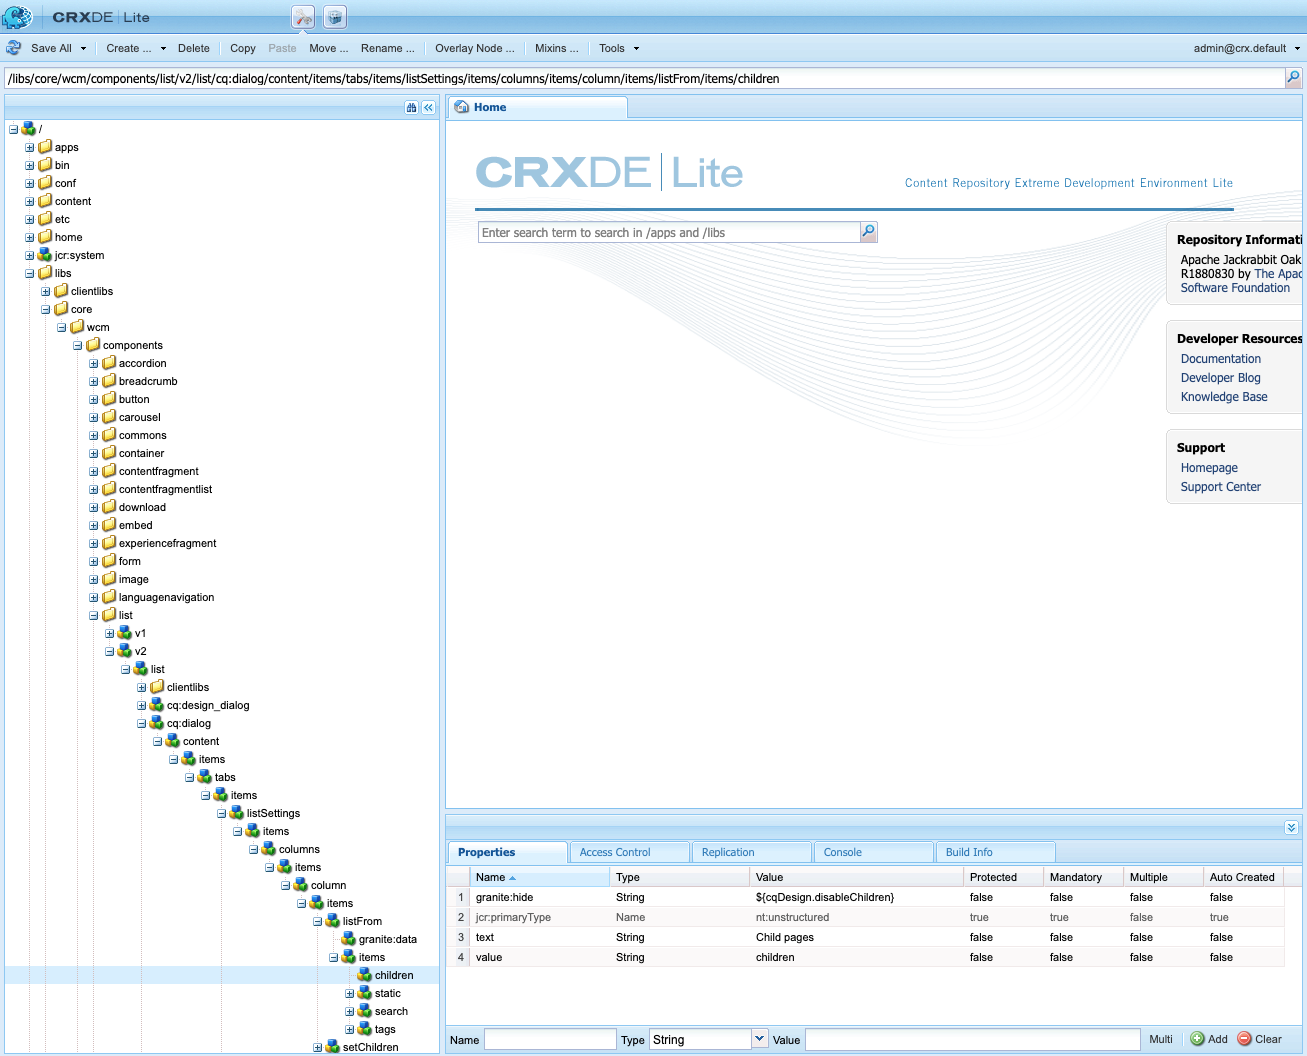 CRXDE | Lite
Save All Create ... Delete Copy Paste Move ... Rename ... Overlay Node ... Mixins ... Tools admin@crx.default
/libs/core/wcm/components/list/v2/list/cq:dialog/content/items/tabs/items/listSettings/items/columns/items/column/items/listFrom/items/children
/
apps
bin
conf
content
etc
home
jcr:system
libs
clientlibs
core
wcm
components
accordion
breadcrumb
button
carousel
commons
container
contentfragment
contentfragmentlist
download
embed
experiencefragment
form
image
languagenavigation
list
v1
v2
list
clientlibs
cq:design_dialog
cq:dialog
content
items
tabs
items
listSettings
items
columns
items
column
items
listFrom
granite:data
items
children
static
search
tags
setChildren
Home
CRXDE | Lite
Content Repository Extreme Development Environment Lite
Enter search term to search in /apps and /libs
Repository Informati
Apache Jackrabbit Oak
R1880830 by The Apac
Software Foundation
Developer Resources
Documentation
Developer Blog
Knowledge Base
Support
Homepage
Support Center
Properties Access Control Replication Console Build Info
Name Type Value Protected Mandatory Multiple Auto Created
1 granite:hide String ${cqDesign.disableChildren} false false false false
2 jcr:primaryType Name nt:unstructured true true false true
3 text String Child pages false false false false
4 value String children false false false false
Name Type String Value Multi Add Clear